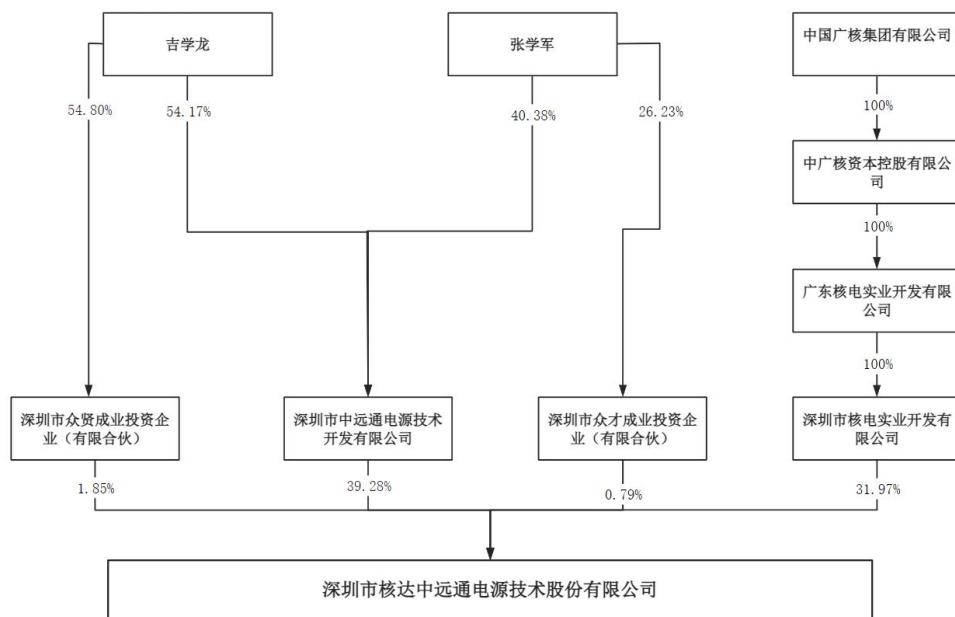 吉学龙
张学军
中国广核集团有限公司
54.80%
54.17%
40.38%
26.23%
100%
中广核资本控股有限公
司
100%
广东核电实业开发有限
公司
100%
深圳市众贤成业投资企
业（有限合伙）
深圳市中远通电源技术
开发有限公司
深圳市众才成业投资企
业（有限合伙）
深圳市核电实业开发有
限公司
1.85%
39.28%
0.79%
31.97%
深圳市核达中远通电源技术股份有限公司